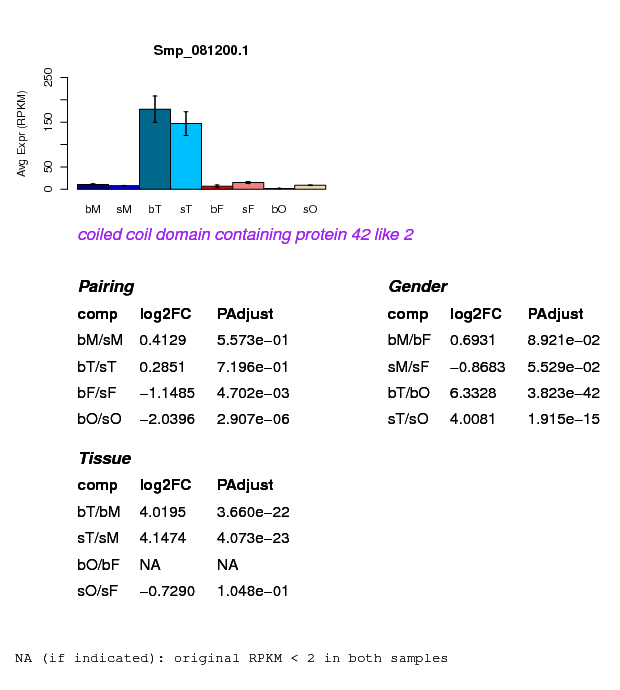 Smp_081200.1
Avg Expr (RPKM)
0 50 150 250
bM sM bT sT bF sF bO sO
coiled coil domain containing protein 42 like 2
Pairing
comp log2FC PAdjust
bM/sM 0.4129 5.573e−01
bT/sT 0.2851 7.196e−01
bF/sF −1.1485 4.702e−03
bO/sO −2.0396 2.907e−06
Gender
comp log2FC PAdjust
bM/bF 0.6931 8.921e−02
sM/sF −0.8683 5.529e−02
bT/bO 6.3328 3.823e−42
sT/sO 4.0081 1.915e−15
Tissue
comp log2FC PAdjust
bT/bM 4.0195 3.660e−22
sT/sM 4.1474 4.073e−23
bO/bF NA NA
sO/sF −0.7290 1.048e−01
NA (if indicated): original RPKM < 2 in both samples